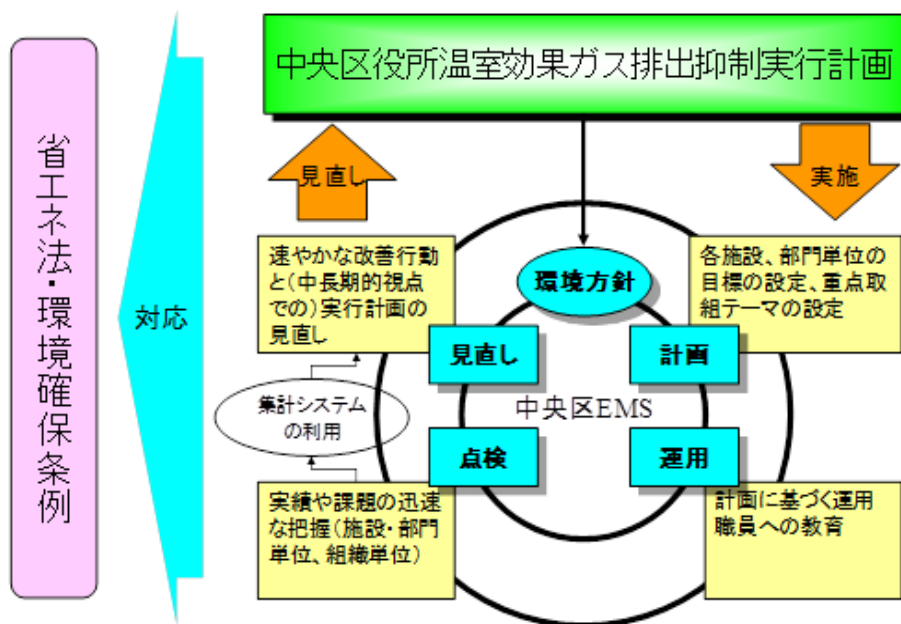 中央区役所温室効果ガス排出抑制実行計画
省エネ法・環境確保条例
対応
見直し
実施
速やかな改善行動
と(中長期的視点
での)実行計画の
見直し
環境方針
各施設、部門単位の
目標の設定、重点取
組テーマの設定
見直し
計画
集計システム
の利用
中央区EMS
点検
運用
実績や課題の迅速
な把握(施設・部門
単位、組織単位)
計画に基づく運用
職員への教育